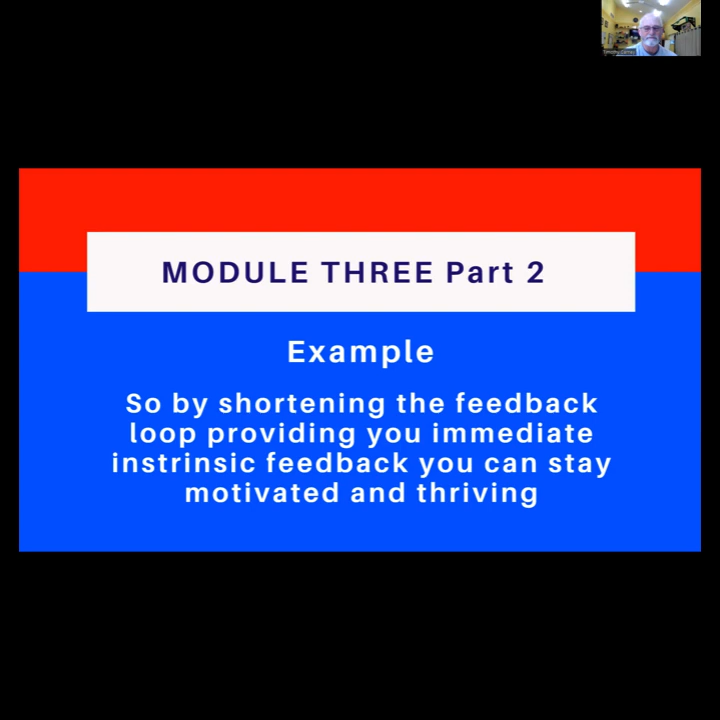 MODULE THREE Part 2
Example
So by shortening the feedback
loop providing you immediate
instrinsic feedback you can stay
motivated and thriving